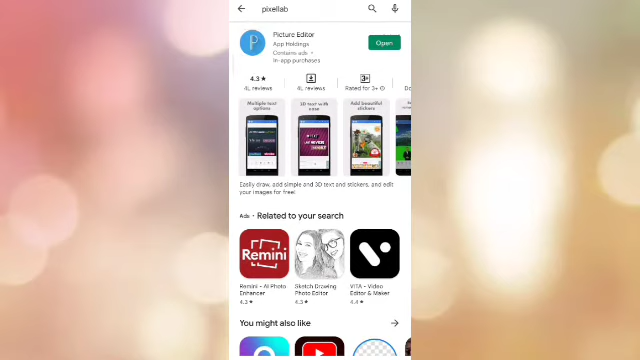 pixellab
Picture Editor
App Holdings
Contains ads •
In-app purchases
Open
4.3★
4L reviews
4L reviews
3+
Rated for 3+
Multiple text
options
3D text with
ease
Add beautiful
stickers
Easily draw, add simple and 3D text and stickers, and edit
your images for free!
Ads • Related to your search
Remini
Remini - AI Photo
Enhancer
4.3★
Sketch Drawing
Photo Editor
4.3★
VITA - Video
Editor & Maker
4.4★
You might also like